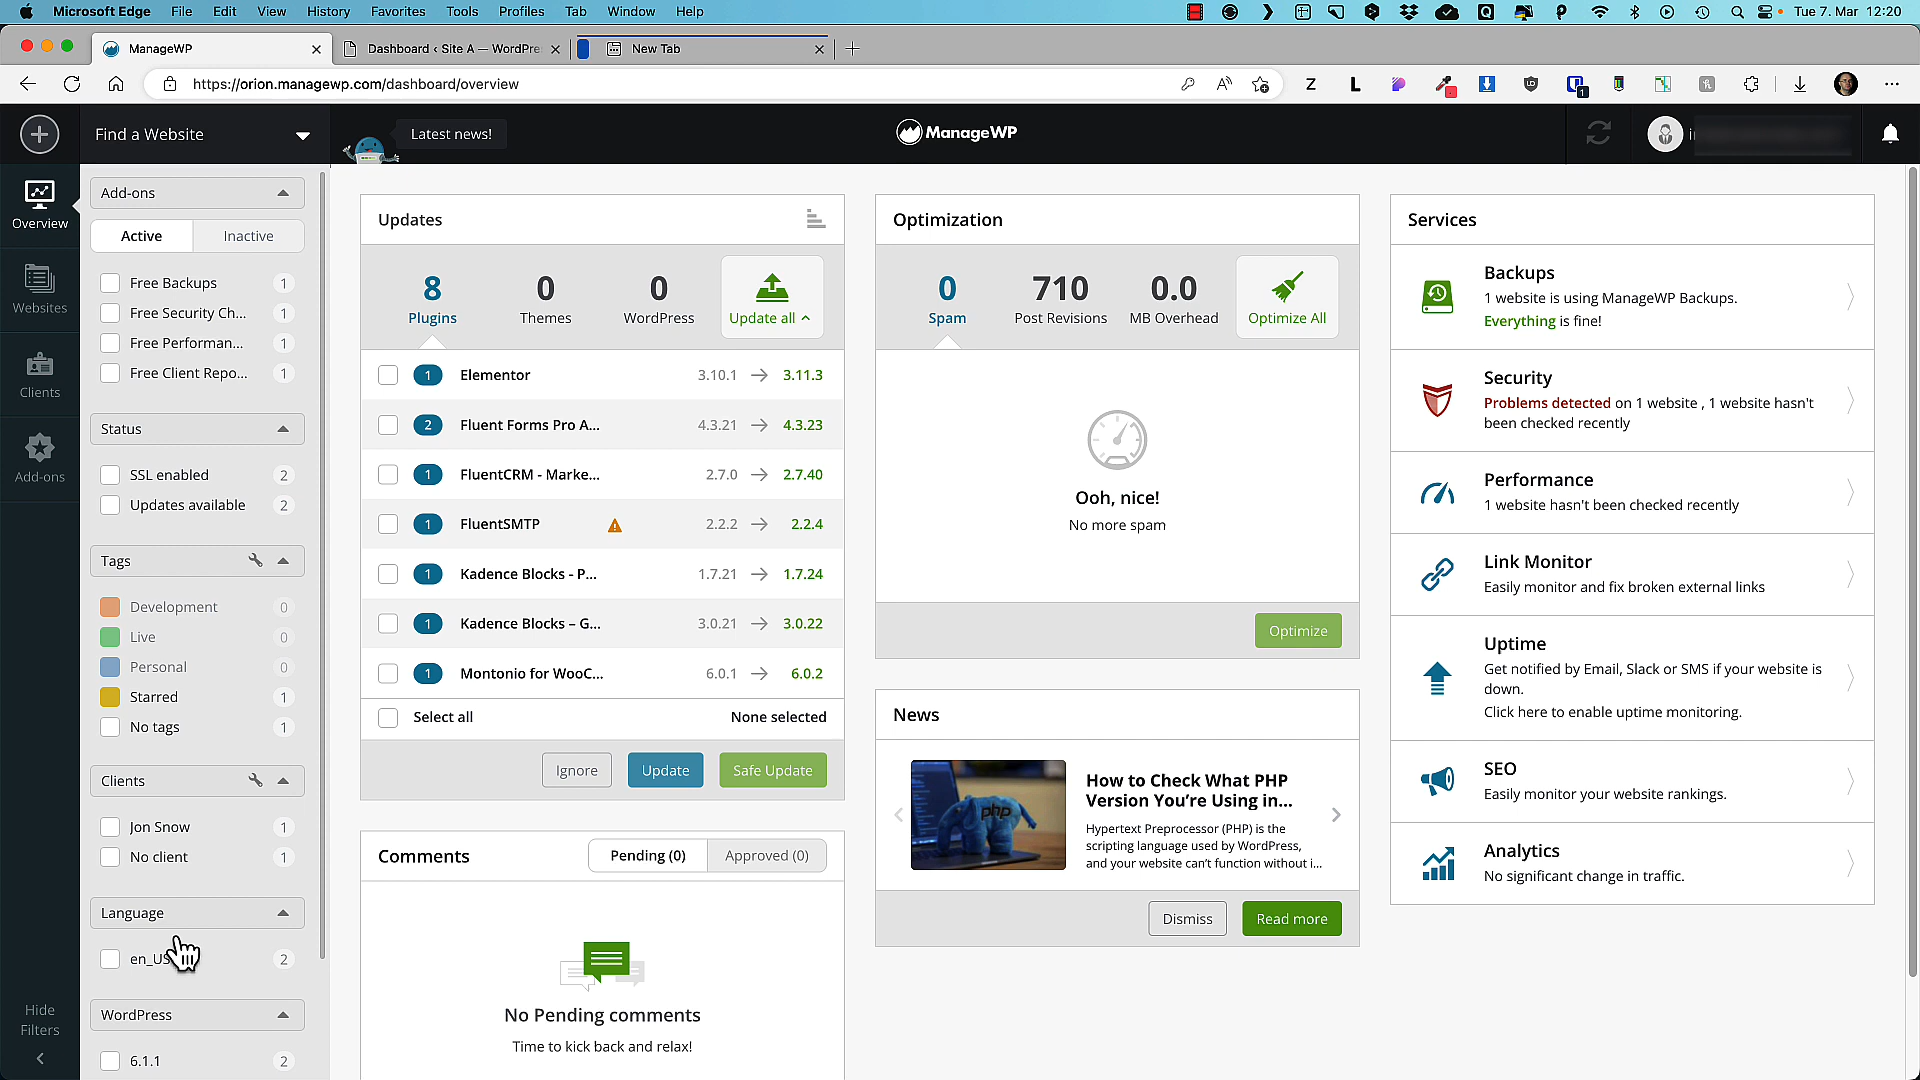 Microsoft Edge File Edit View History Favorites Tools Profiles Tab Window Help
Tue 7. Mar 12:20
ManageWP
Dashboard ‹ Site A — WordPre
New Tab
https://orion.managewp.com/dashboard/overview
Find a Website
Latest news!
ManageWP
Overview
Websites
Clients
Add-ons
Hide
Filters
Add-ons
Active
Inactive
Free Backups 1
Free Security Ch... 1
Free Performan... 1
Free Client Repo... 1
Status
SSL enabled 2
Updates available 2
Tags
Development 0
Live 0
Personal 0
Starred 1
No tags 1
Clients
Jon Snow 1
No client 1
Language
en_US 2
WordPress
6.1.1 2
Updates
8 0 0
Plugins Themes WordPress Update all
1 Elementor 3.10.1 → 3.11.3
2 Fluent Forms Pro A... 4.3.21 → 4.3.23
1 FluentCRM - Marke... 2.7.0 → 2.7.40
1 FluentSMTP 2.2.2 → 2.2.4
1 Kadence Blocks - P... 1.7.21 → 1.7.24
1 Kadence Blocks – G... 3.0.21 → 3.0.22
1 Montonio for WooC... 6.0.1 → 6.0.2
Select all None selected
Ignore Update Safe Update
Comments
Pending (0) Approved (0)
No Pending comments
Time to kick back and relax!
Optimization
0 710 0.0
Spam Post Revisions MB Overhead Optimize All
Ooh, nice!
No more spam
Optimize
News
php
How to Check What PHP
Version You’re Using in...
Hypertext Preprocessor (PHP) is the
scripting language used by WordPress,
and your website can’t function without i...
Dismiss Read more
Services
Backups
1 website is using ManageWP Backups.
Everything is fine!
Security
Problems detected on 1 website , 1 website hasn't
been checked recently
Performance
1 website hasn't been checked recently
Link Monitor
Easily monitor and fix broken external links
Uptime
Get notified by Email, Slack or SMS if your website is
down.
Click here to enable uptime monitoring.
SEO
Easily monitor your website rankings.
Analytics
No significant change in traffic.